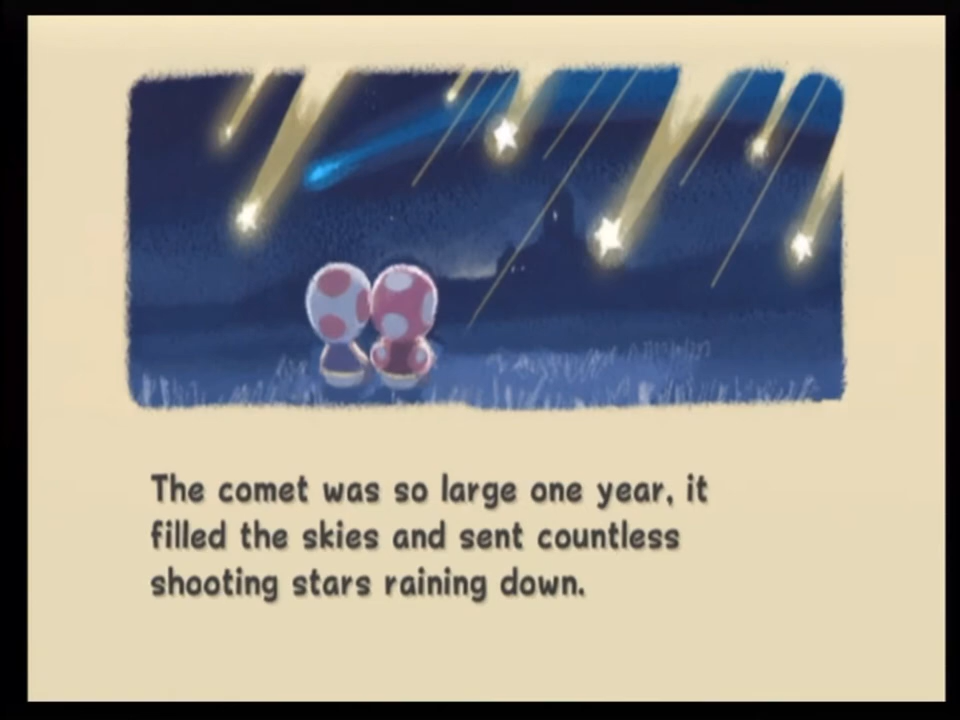 The comet was so large one year, it
filled the skies and sent countless
shooting stars raining down.